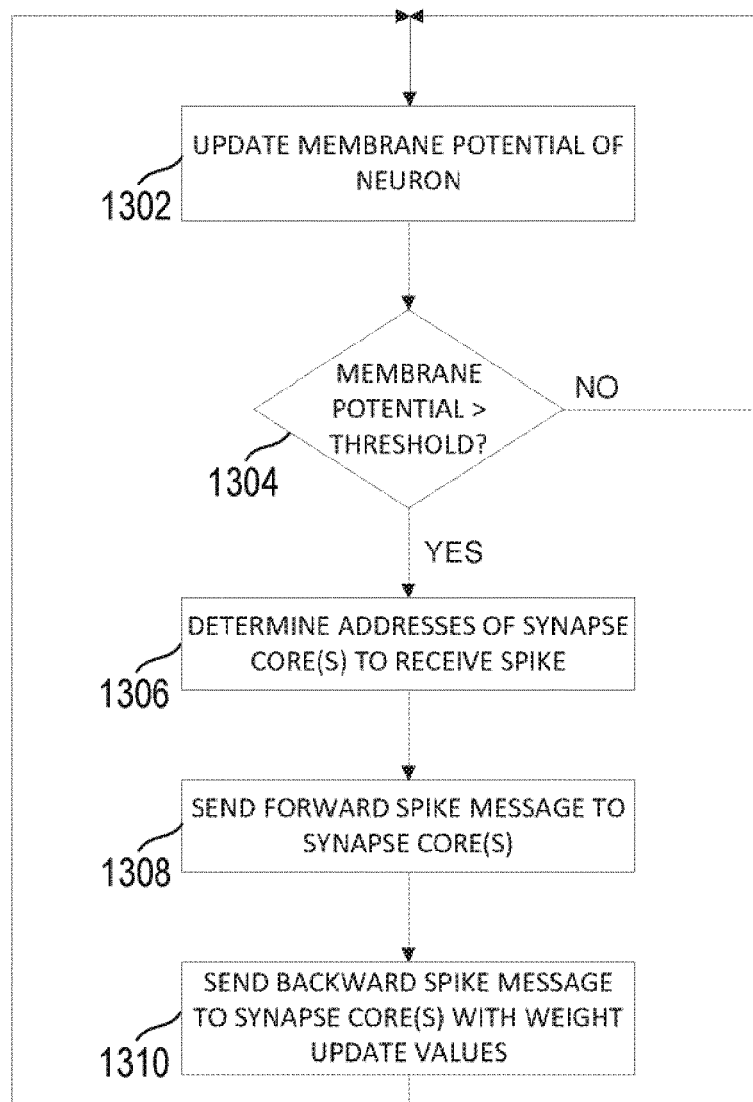 UPDATE MEMBRANE POTENTIAL OF
NEURON
1302
MEMBRANE
POTENTIAL >
THRESHOLD?
NO
1304
YES
DETERMINE ADDRESSES OF SYNAPSE
CORE(S) TO RECEIVE SPIKE
1306
SEND FORWARD SPIKE MESSAGE TO
SYNAPSE CORE(S)
1308
SEND BACKWARD SPIKE MESSAGE
TO SYNAPSE CORE(S) WITH WEIGHT
UPDATE VALUES
1310